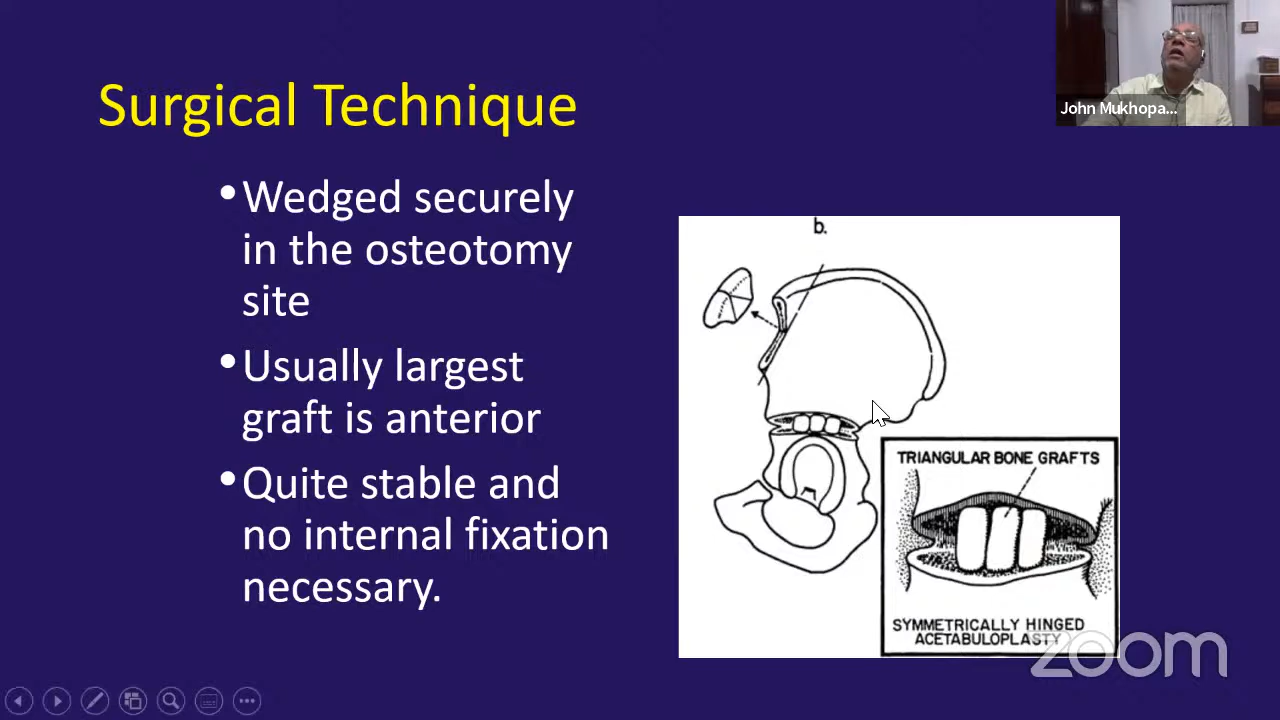 John Mukhopa...
Surgical Technique
•Wedged securely
in the osteotomy
site
•Usually largest
graft is anterior
•Quite stable and
no internal fixation
necessary.
b.
TRIANGULAR BONE GRAFTS
SYMMETRICALLY HINGED
ACETABULOPLASTY
zoom